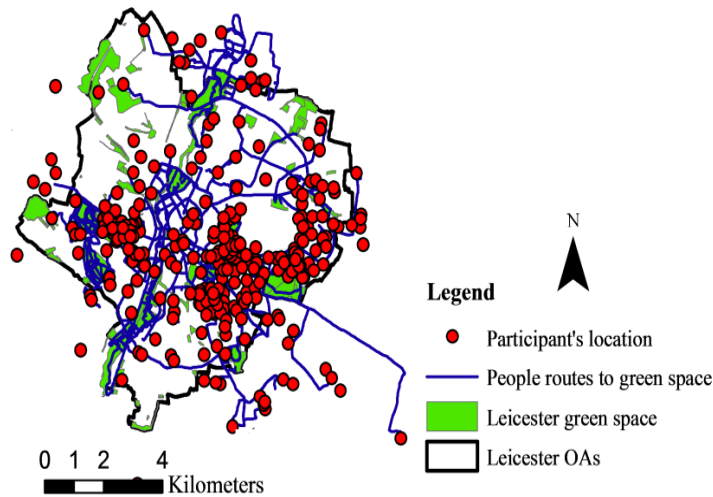 N
Legend
Participant's location
People routes to green space
Leicester green space
Leicester OAs
0 1 2 4
Kilometers